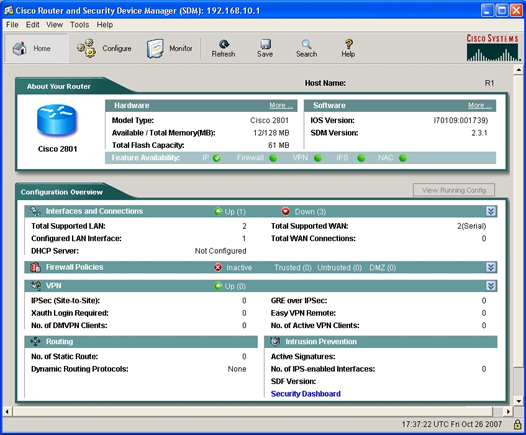 Cisco Router and Security Device Manager (SDM): 192.168.10.1
File Edit View Tools Help
Home Configure Monitor Refresh Save Search Help
CISCO SYSTEMS
About Your Router Host Name: R1
Cisco 2801
Hardware More... Software More...
Model Type: Cisco 2801 IOS Version: I70109:001739)
Available / Total Memory(MB): 12/128 MB SDM Version: 2.3.1
Total Flash Capacity: 61 MB
Feature Availability: IP Firewall VPN IPS NAC
Configuration Overview View Running Config
Interfaces and Connections Up (1) Down (3)
Total Supported LAN: 2 Total Supported WAN: 2(Serial)
Configured LAN Interface: 1 Total WAN Connections: 0
DHCP Server: Not Configured
Firewall Policies Inactive Trusted (0) Untrusted (0) DMZ (0)
VPN Up (0)
IPSec (Site-to-Site): 0 GRE over IPSec: 0
Xauth Login Required: 0 Easy VPN Remote: 0
No. of DMVPN Clients: 0 No. of Active VPN Clients: 0
Routing Intrusion Prevention
No. of Static Route: 0 Active Signatures:
Dynamic Routing Protocols: None No. of IPS-enabled Interfaces: 0
SDF Version:
Security Dashboard
17:37:22 UTC Fri Oct 26 2007